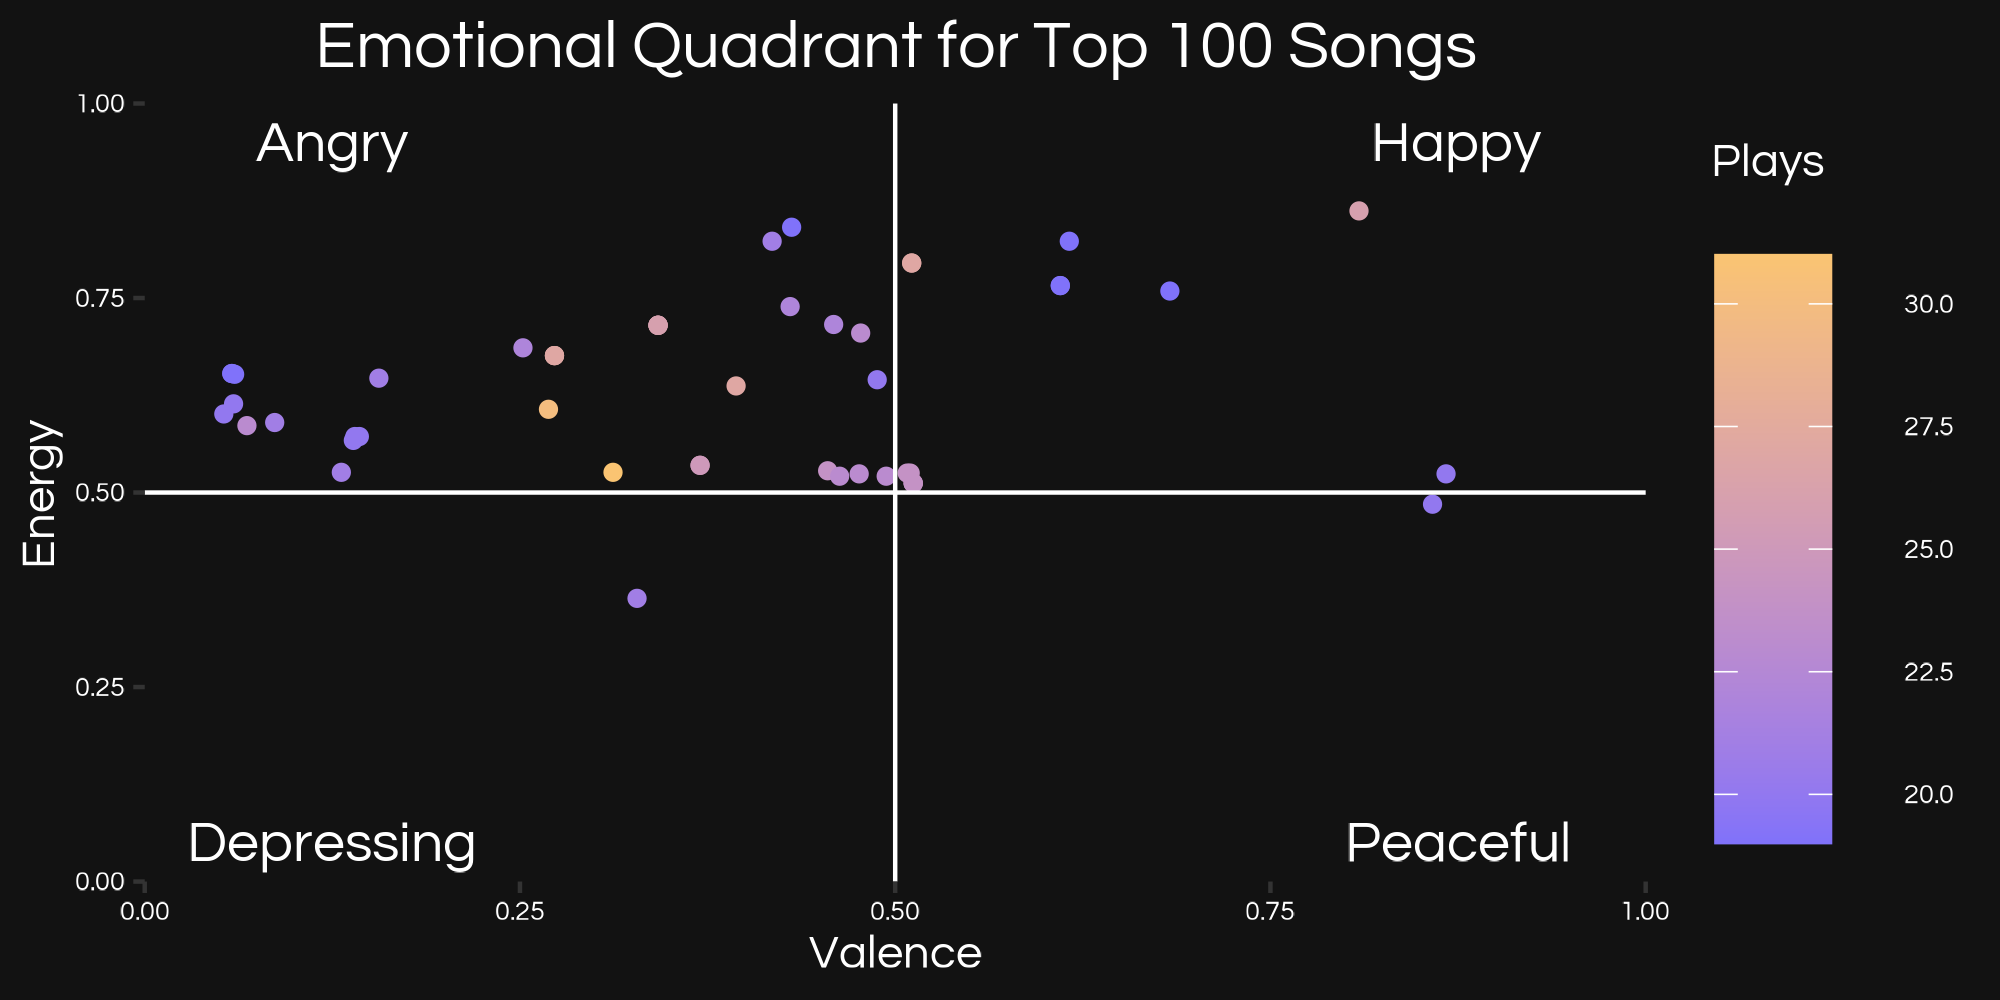 Emotional Quadrant for Top 100 Songs
1.00
Angry
Happy
Plays
0.75
30.0
27.5
Energy
0.50
25.0
22.5
0.25
20.0
Depressing
Peaceful
0.00
0.00 0.25 0.50 0.75 1.00
Valence